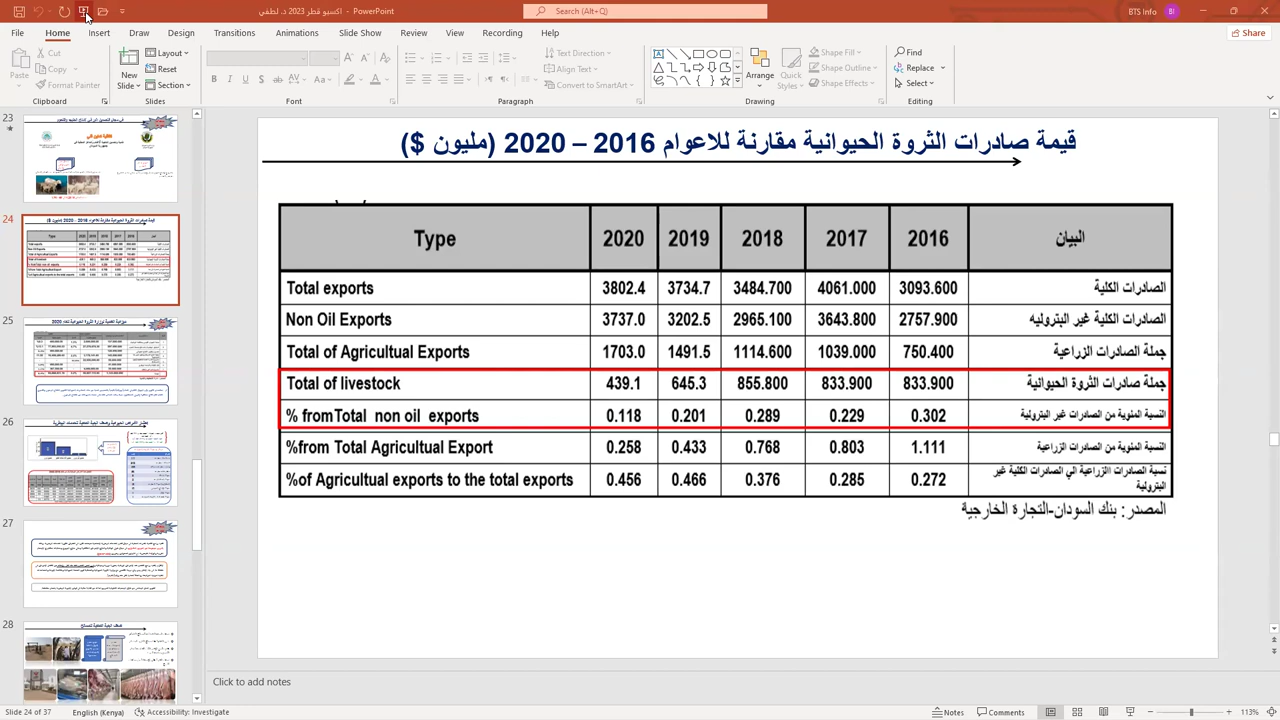 اكسبو قطر 2023 د. لطفي - PowerPoint
Search (Alt+Q)
BTS Info
BI
File Home Insert Draw Design Transitions Animations Slide Show Review View Recording Help
Share
Paste
Cut
Copy
Format Painter
Clipboard
New Slide
Layout
Reset
Section
Slides
Font
Text Direction
Align Text
Convert to SmartArt
Paragraph
Arrange
Quick Styles
Shape Fill
Shape Outline
Shape Effects
Drawing
Find
Replace
Select
Editing
23
24
25
26
27
28
قيمة صادرات الثروة الحيوانية مقارنة للاعوام 2016 – 2020 (مليون $)
Type 2020 2019 2018 2017 2016 البيان
Total exports 3802.4 3734.7 3484.700 4061.000 3093.600 الصادرات الكلية
Non Oil Exports 3737.0 3202.5 2965.100 3643.800 2757.900 الصادرات الكلية غير البتروليه
Total of Agricultual Exports 1703.0 1491.5 1114.600 1039.000 750.400 جملة الصادرات الزراعية
Total of livestock 439.1 645.3 855.800 833.900 833.900 جملة صادرات الثروة الحيوانية
% fromTotal non oil exports 0.118 0.201 0.289 0.229 0.302 النسبة المئوية من الصادرات غير البترولية
%from Total Agricultual Export 0.258 0.433 0.768 0.803 1.111 النسبة المئوية من الصادرات الزراعية
%of Agricultual exports to the total exports 0.456 0.466 0.376 0.285 0.272 نسبة الصادرات الزراعية الي الصادرات الكلية غير البترولية
المصدر: بنك السودان-التجارة الخارجية
Click to add notes
Slide 24 of 37
English (Kenya)
Accessibility: Investigate
Notes
Comments
113%